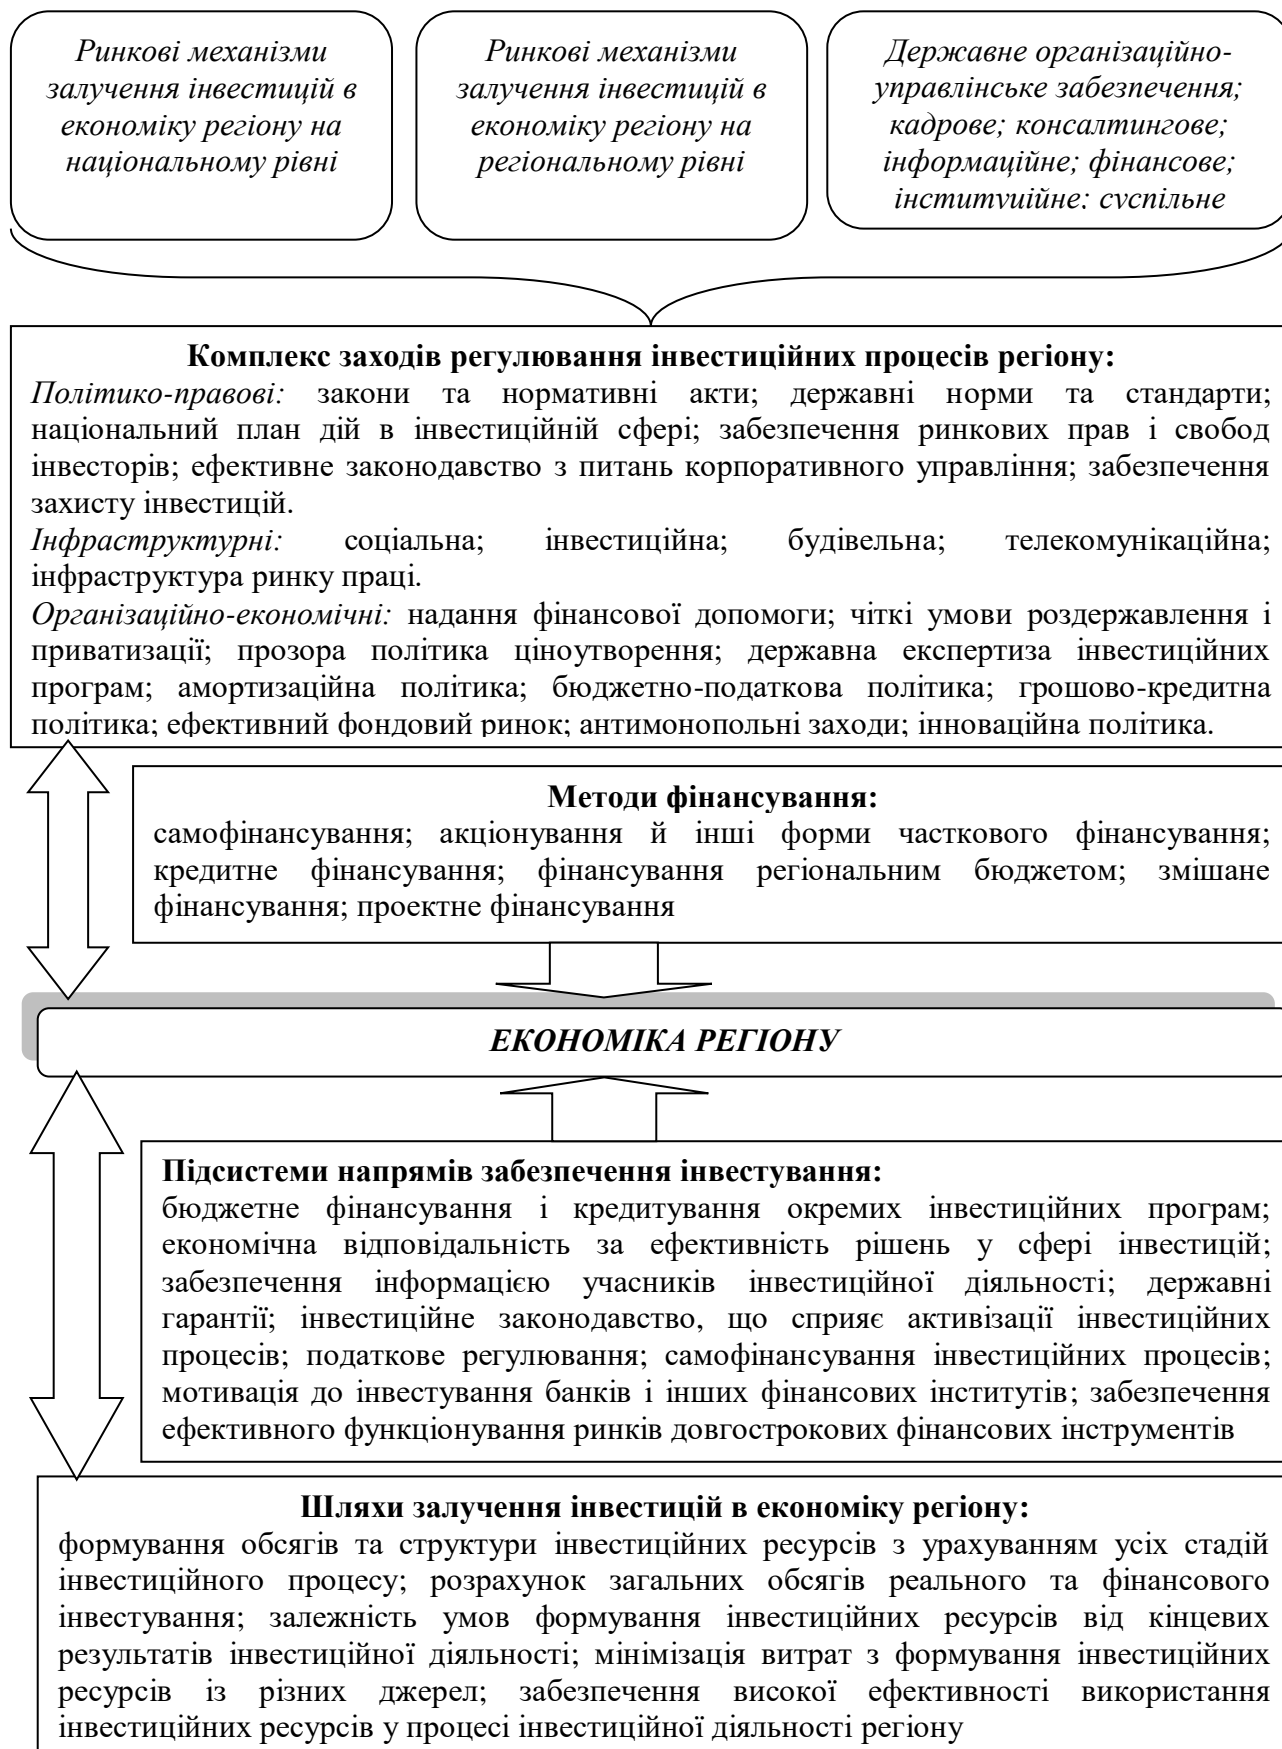 Ринкові механізми
залучення інвестицій в
економіку регіону на
національному рівні
Ринкові механізми
залучення інвестицій в
економіку регіону на
регіональному рівні
Державне організаційно-
управлінське забезпечення;
кадрове; консалтингове;
інформаційне; фінансове;
інституційне; суспільне
Комплекс заходів регулювання інвестиційних процесів регіону:
Політико-правові: закони та нормативні акти; державні норми та стандарти;
національний план дій в інвестиційній сфері; забезпечення ринкових прав і свобод
інвесторів; ефективне законодавство з питань корпоративного управління; забезпечення
захисту інвестицій.
Інфраструктурні: соціальна; інвестиційна; будівельна; телекомунікаційна;
інфраструктура ринку праці.
Організаційно-економічні: надання фінансової допомоги; чіткі умови роздержавлення і
приватизації; прозора політика ціноутворення; державна експертиза інвестиційних
програм; амортизаційна політика; бюджетно-податкова політика; грошово-кредитна
політика; ефективний фондовий ринок; антимонопольні заходи; інноваційна політика.
Методи фінансування:
самофінансування; акціонування й інші форми часткового фінансування;
кредитне фінансування; фінансування регіональним бюджетом; змішане
фінансування; проектне фінансування
ЕКОНОМІКА РЕГІОНУ
Підсистеми напрямів забезпечення інвестування:
бюджетне фінансування і кредитування окремих інвестиційних програм;
економічна відповідальність за ефективність рішень у сфері інвестицій;
забезпечення інформацією учасників інвестиційної діяльності; державні
гарантії; інвестиційне законодавство, що сприяє активізації інвестиційних
процесів; податкове регулювання; самофінансування інвестиційних процесів;
мотивація до інвестування банків і інших фінансових інститутів; забезпечення
ефективного функціонування ринків довгострокових фінансових інструментів
Шляхи залучення інвестицій в економіку регіону:
формування обсягів та структури інвестиційних ресурсів з урахуванням усіх стадій
інвестиційного процесу; розрахунок загальних обсягів реального та фінансового
інвестування; залежність умов формування інвестиційних ресурсів від кінцевих
результатів інвестиційної діяльності; мінімізація витрат з формування інвестиційних
ресурсів із різних джерел; забезпечення високої ефективності використання
інвестиційних ресурсів у процесі інвестиційної діяльності регіону